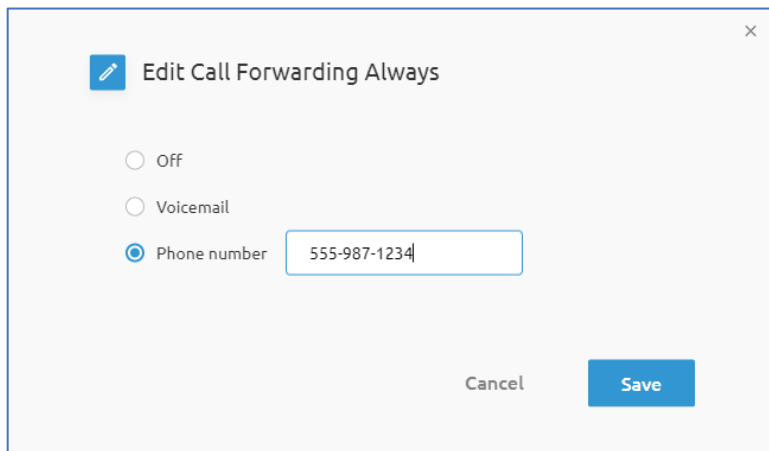 Edit Call Forwarding Always
Off
Voicemail
Phone number 555-987-1234
Cancel Save